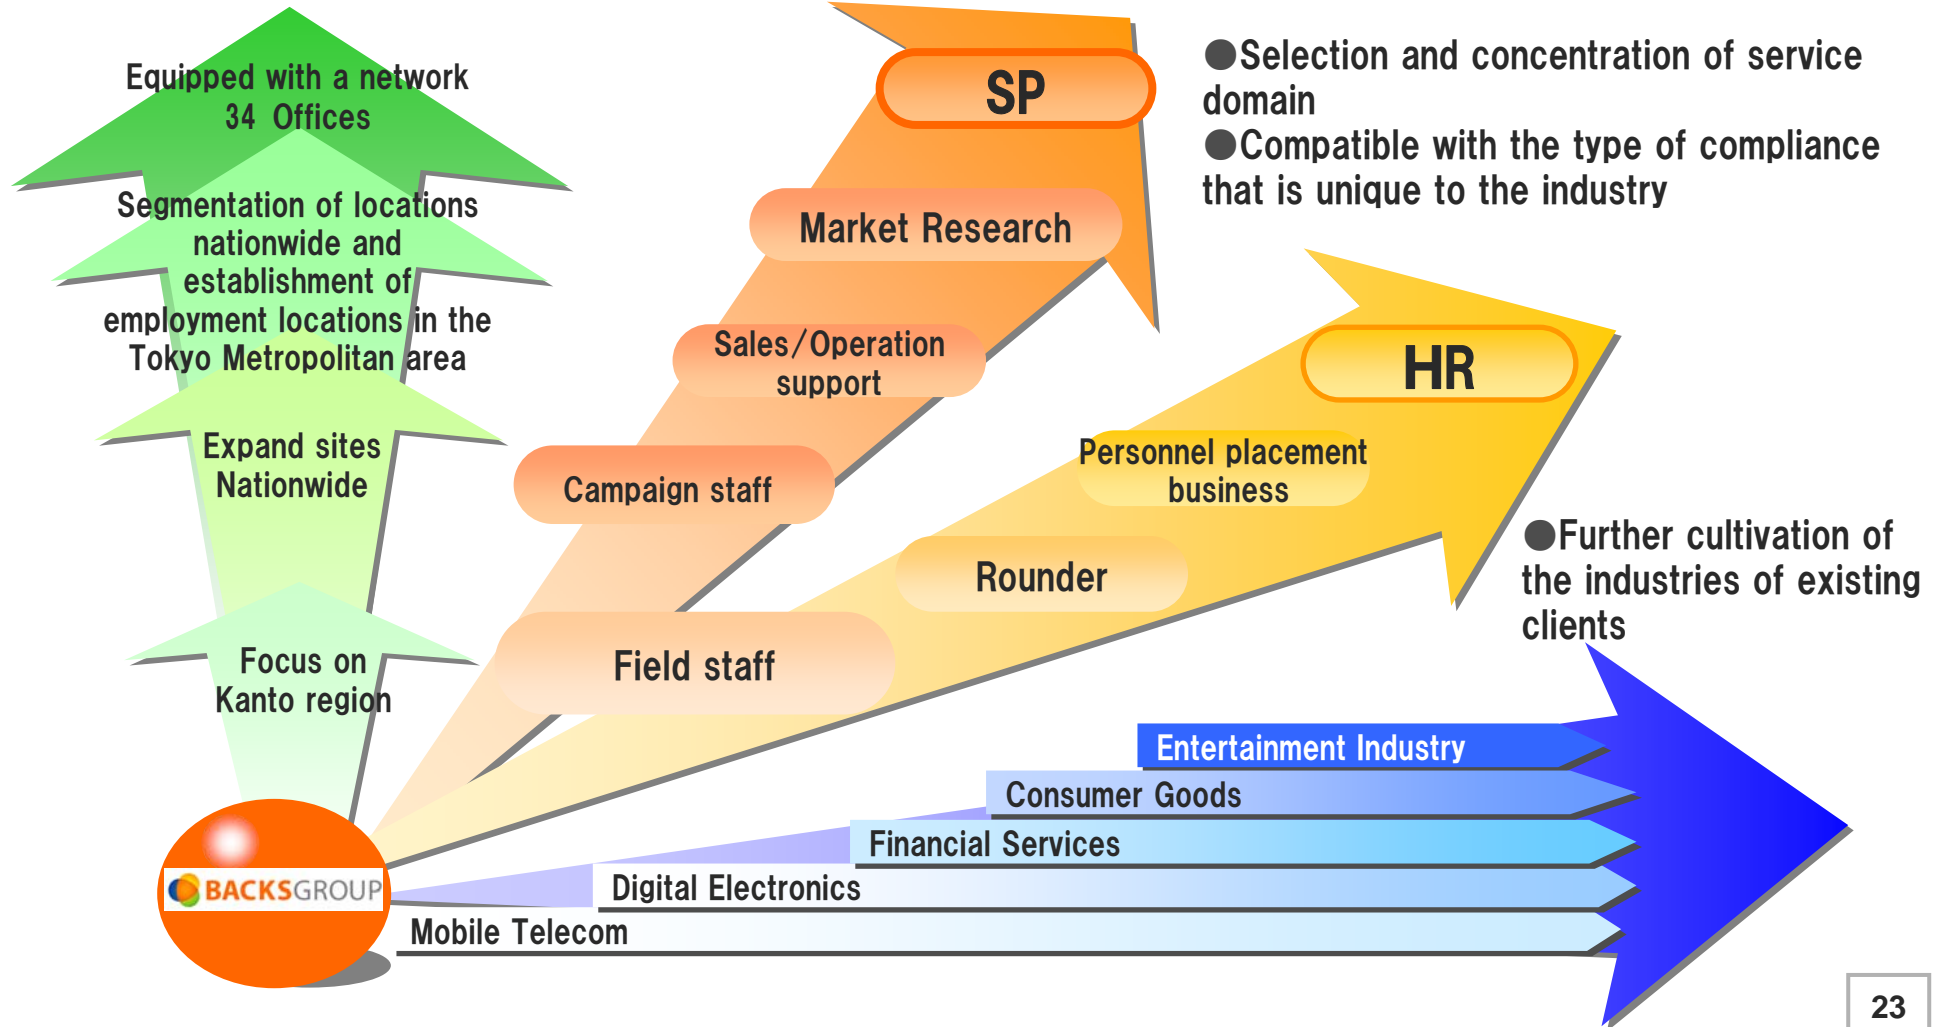 Equipped with a network
34 Offices
Segmentation of locations
nationwide and
establishment of
employment locations in the
Tokyo Metropolitan area
Expand sites
Nationwide
Focus on
Kanto region
BACKSGROUP
SP
Market Research
Sales/Operation
support
Campaign staff
Field staff
HR
Personnel placement
business
Rounder
●Selection and concentration of service
domain
●Compatible with the type of compliance
that is unique to the industry
●Further cultivation of
the industries of existing
clients
Entertainment Industry
Consumer Goods
Financial Services
Digital Electronics
Mobile Telecom
23